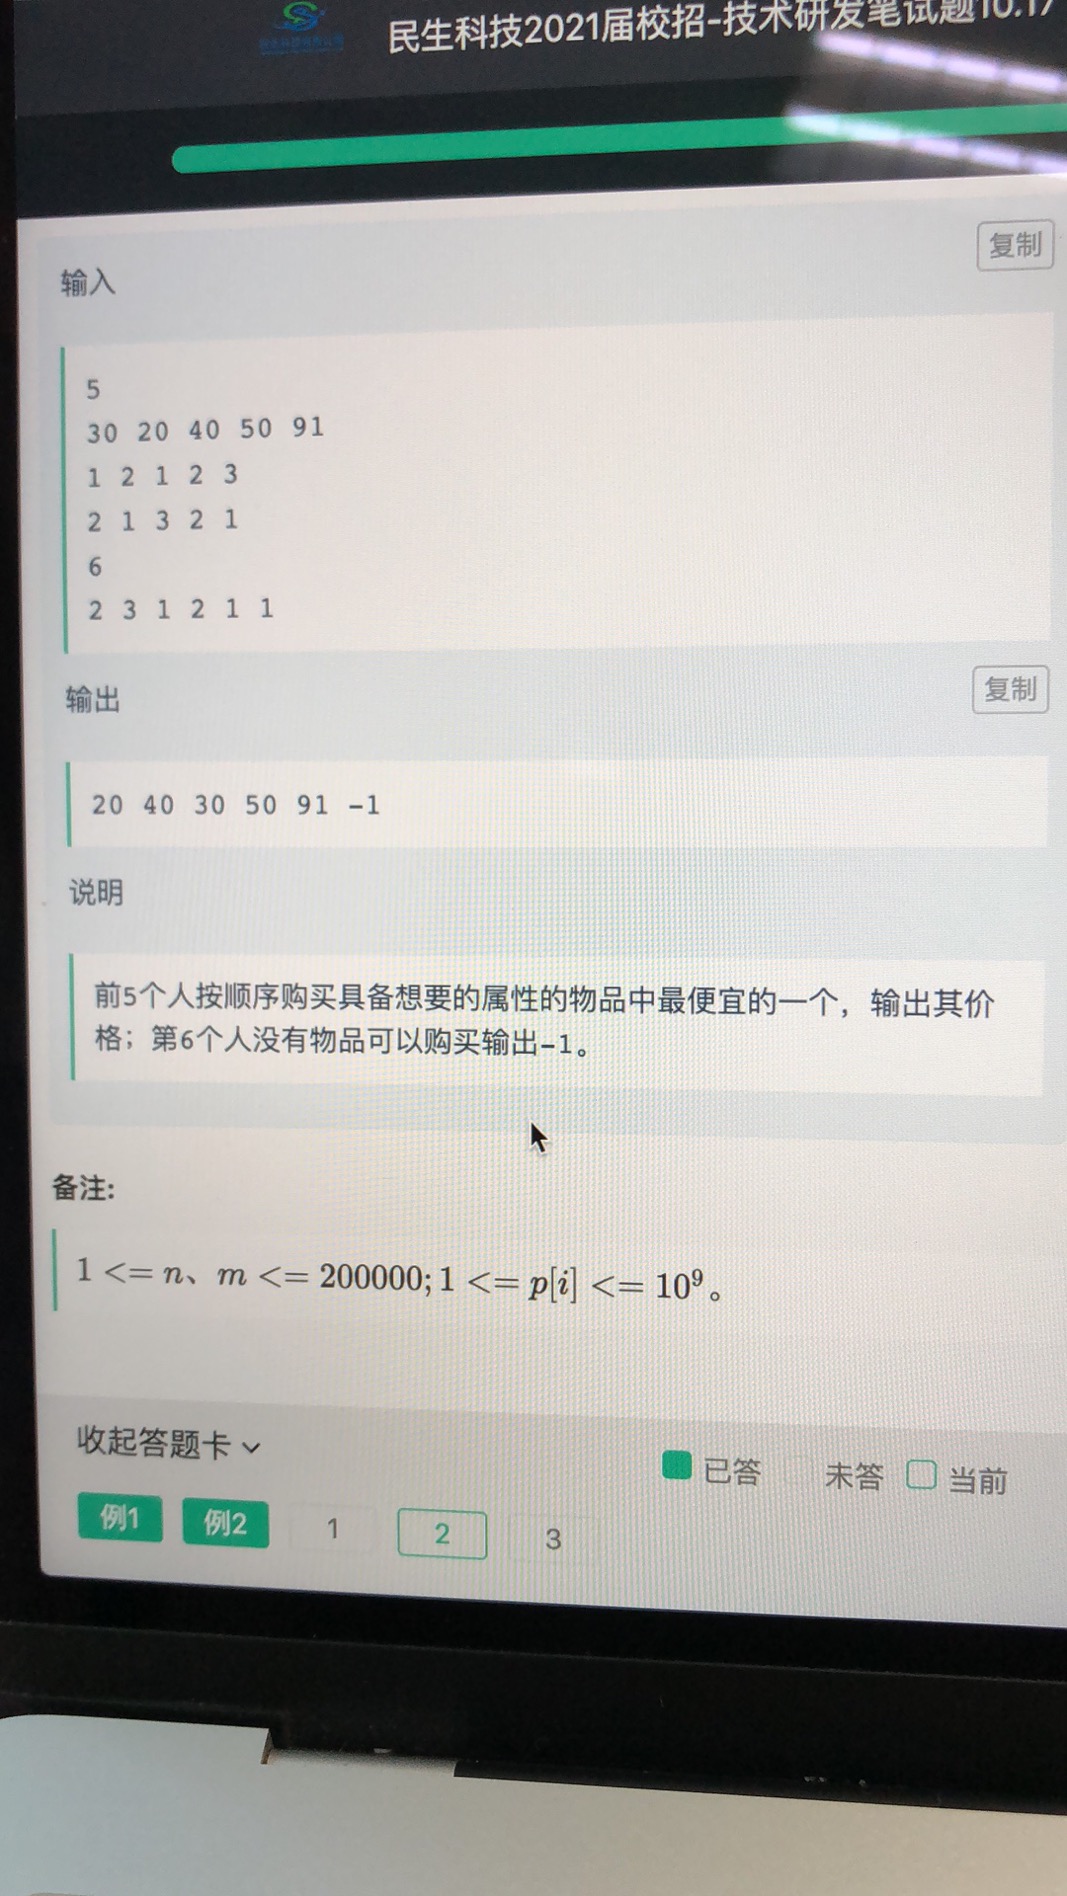 民生科技2021届校招-技术研发笔试题10.17
复制
输入
5
30 20 40 50 91
1 2 1 2 3
2 1 3 2 1
6
2 3 1 2 1 1
复制
输出
20 40 30 50 91 -1
说明
前5个人按顺序购买具备想要的属性的物品中最便宜的一个，输出其价
格；第6个人没有物品可以购买输出-1。
备注:
1 <= n、m <= 200000; 1 <= p[i] <= 10⁹。
收起答题卡
已答 未答 当前
例1 例2 1 2 3